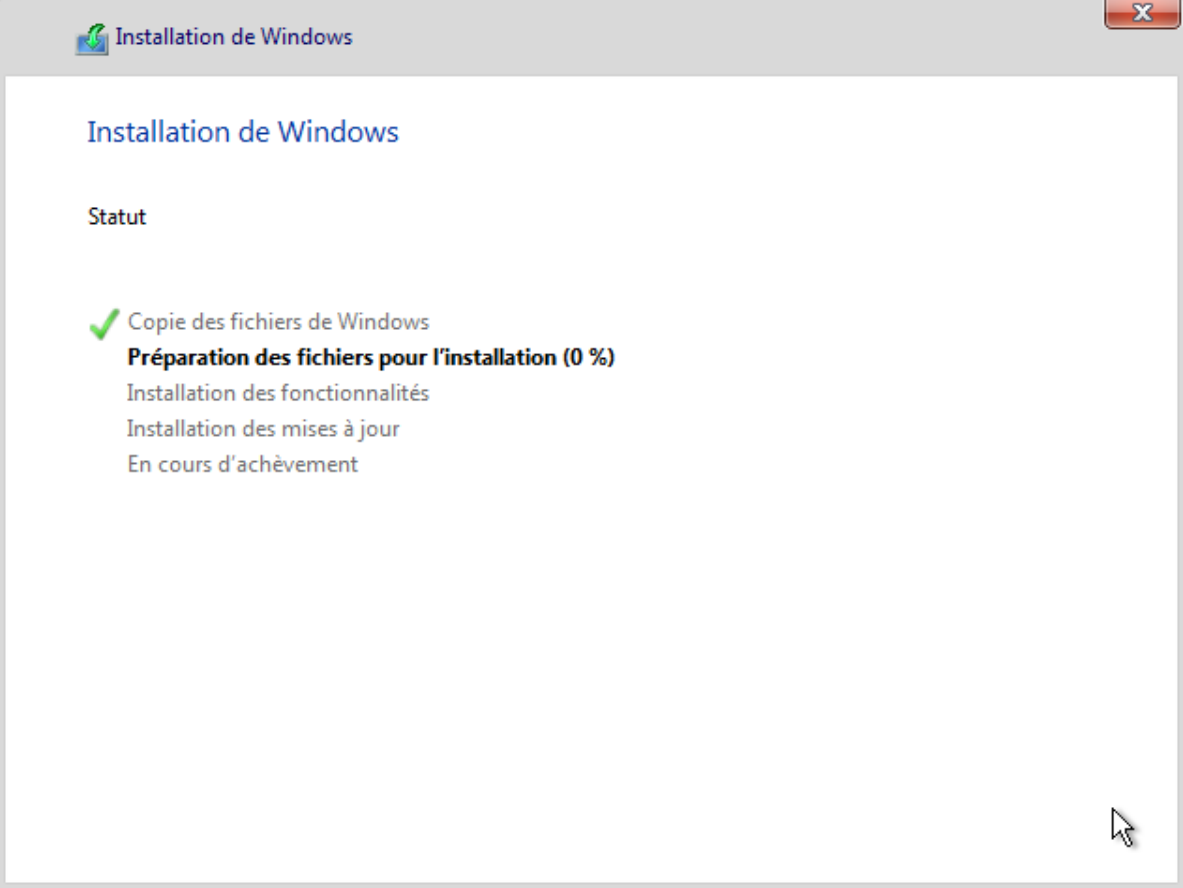 Installation de Windows
Installation de Windows
Statut
Copie des fichiers de Windows
Préparation des fichiers pour l'installation (0 %)
Installation des fonctionnalités
Installation des mises à jour
En cours d'achèvement